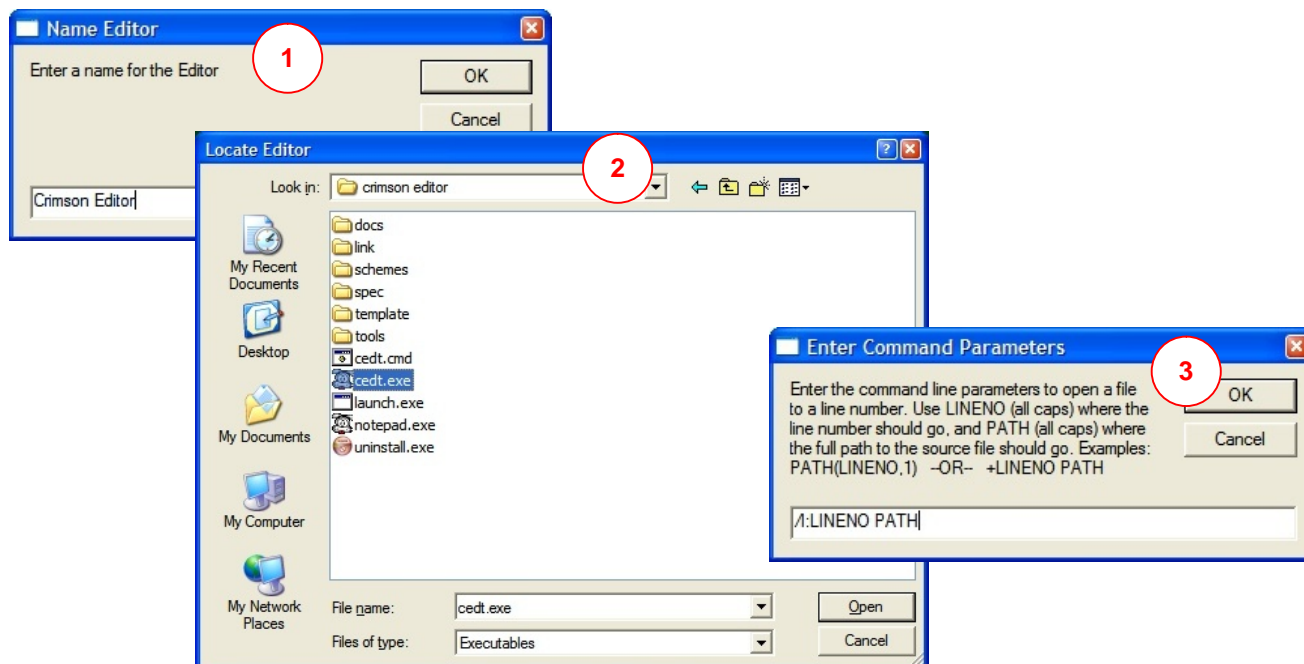 Name Editor
1
Enter a name for the Editor
OK
Cancel
Crimson Editor
Locate Editor
2
Look in:
crimson editor
My Recent
Documents
Desktop
My Documents
My Computer
My Network
Places
docs
link
schemes
spec
template
tools
cedt.cmd
cedt.exe
launch.exe
notepad.exe
uninstall.exe
File name:
cedt.exe
Open
Files of type:
Executables
Cancel
Enter Command Parameters
3
Enter the command line parameters to open a file
to a line number. Use LINENO (all caps) where the
line number should go, and PATH (all caps) where
the full path to the source file should go. Examples:
PATH(LINENO,1) --OR-- +LINENO PATH
OK
Cancel
/l:LINENO PATH